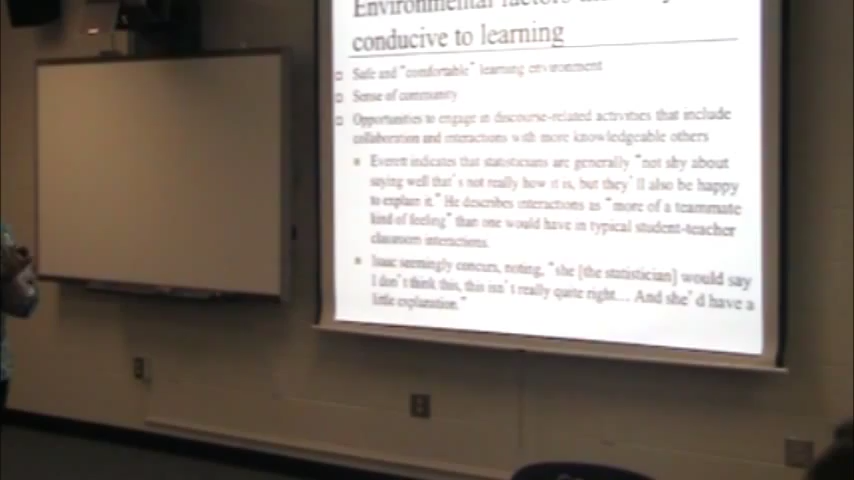 Environmental factors
conducive to learning
Safe and "comfortable" learning environment
Sense of community
Opportunities to engage in discourse-related activities that include
collaboration and interactions with more knowledgeable others
Everett indicates that statisticians are generally "not shy about
saying well that's not really how it is, but they'll also be happy
to explain it." He describes interactions as "more of a teammate
kind of feeling" than one would have in typical student-teacher
classroom interactions.
Isaac seemingly concurs, noting, "she [the statistician] would say
I don't think this, this isn't really quite right... And she'd have a
little explanation."